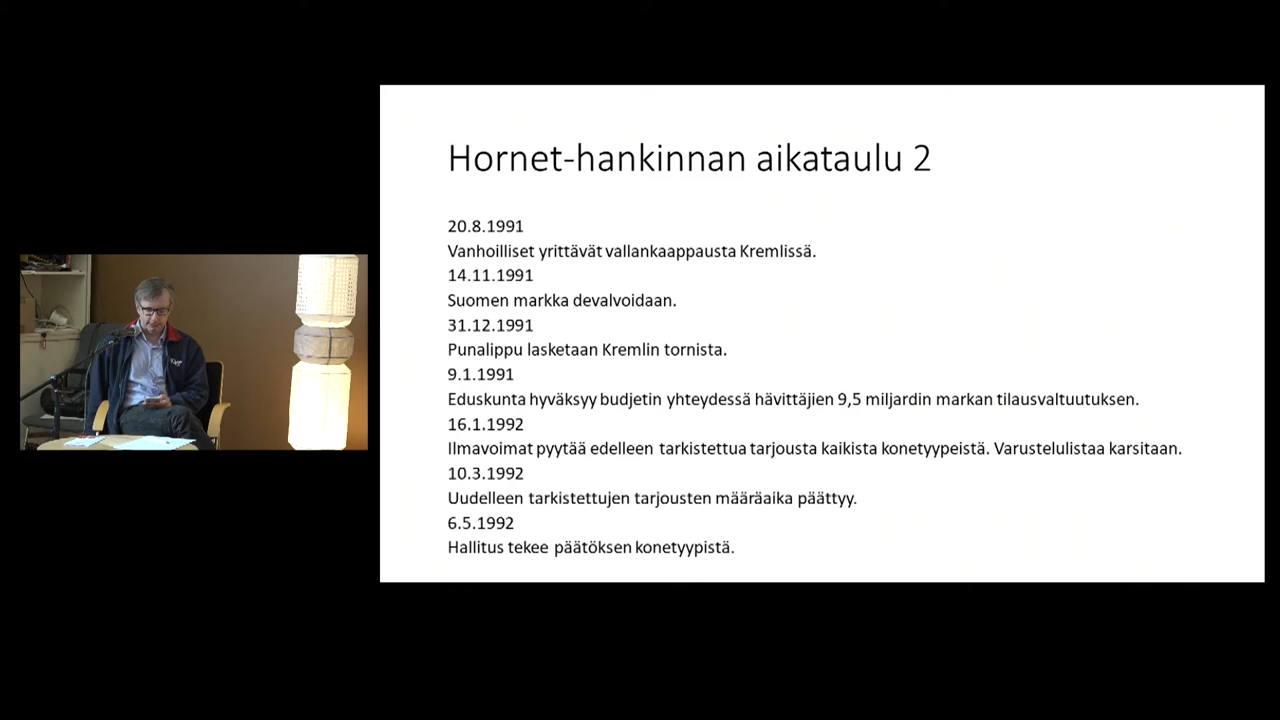 Hornet-hankinnan aikataulu 2
20.8.1991
Vanhoilliset yrittävät vallankaappausta Kremlissä.
14.11.1991
Suomen markka devalvoidaan.
31.12.1991
Punalippu lasketaan Kremlin tornista.
9.1.1991
Eduskunta hyväksyy budjetin yhteydessä hävittäjien 9,5 miljardin markan tilausvaltuutuksen.
16.1.1992
Ilmavoimat pyytää edelleen tarkistettua tarjousta kaikista konetyypeistä. Varustelulistaa karsitaan.
10.3.1992
Uudelleen tarkistettujen tarjousten määräaika päättyy.
6.5.1992
Hallitus tekee päätöksen konetyypistä.